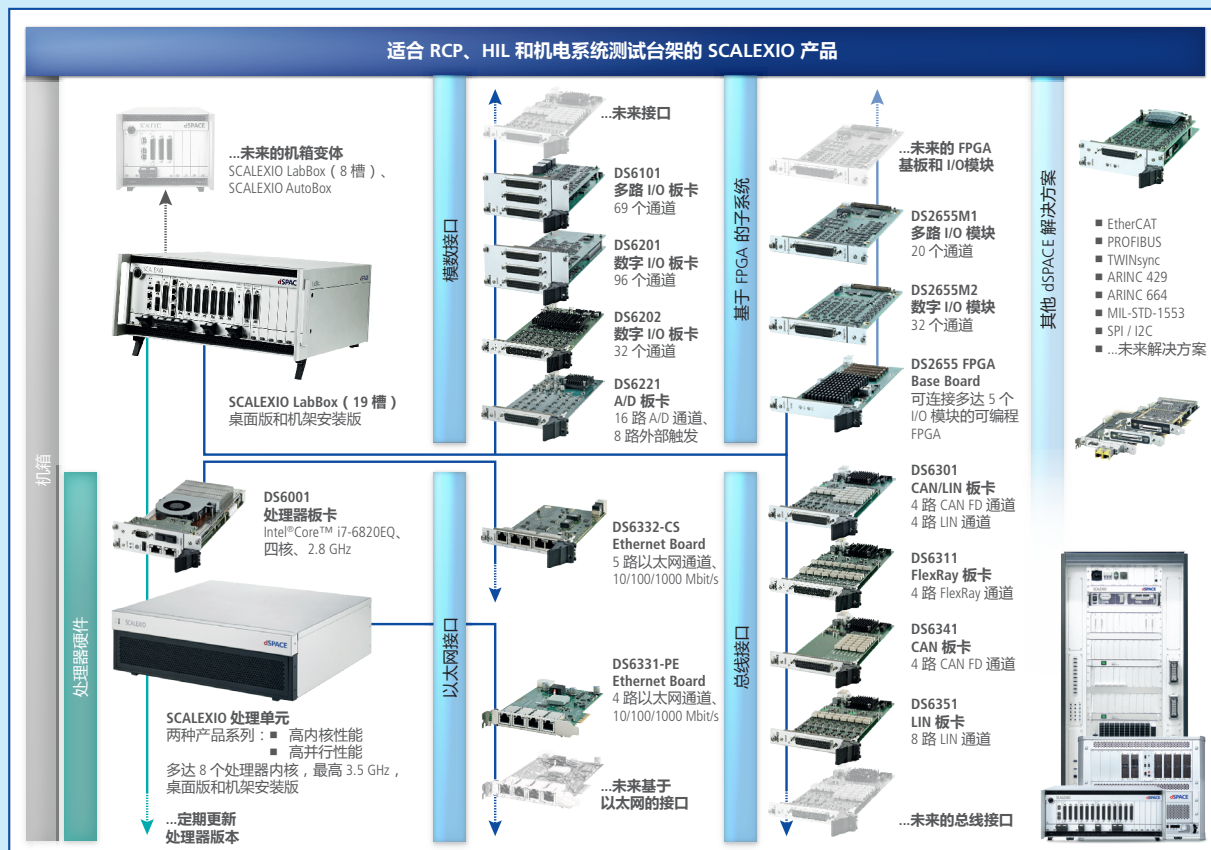 适合 RCP、HIL 和机电系统测试台架的 SCALEXIO 产品
机箱
...未来的机箱变体
SCALEXIO LabBox（8 槽）、
SCALEXIO AutoBox
SCALEXIO LabBox（19 槽）
桌面版和机架安装版
处理器硬件
DS6001
处理器板卡
Intel®Core™ i7-6820EQ、
四核、2.8 GHz
SCALEXIO
dSPACE
SCALEXIO 处理单元
两种产品系列：■ 高内核性能
■ 高并行性能
多达 8 个处理器内核，最高 3.5 GHz，
桌面版和机架安装版
...定期更新
处理器版本
模数接口
...未来接口
DS6101
多路 I/O 板卡
69 个通道
DS6201
数字 I/O 板卡
96 个通道
DS6202
数字 I/O 板卡
32 个通道
DS6221
A/D 板卡
16 路 A/D 通道、
8 路外部触发
以太网接口
DS6332-CS
Ethernet Board
5 路以太网通道、
10/100/1000 Mbit/s
DS6331-PE
Ethernet Board
4 路以太网通道、
10/100/1000 Mbit/s
...未来基于
以太网的接口
基于 FPGA 的子系统
...未来的 FPGA
基板和 I/O模块
DS2655M1
多路 I/O 模块
20 个通道
DS2655M2
数字 I/O 模块
32 个通道
DS2655 FPGA
Base Board
可连接多达 5 个
I/O 模块的可编程
FPGA
总线接口
DS6301
CAN/LIN 板卡
4 路 CAN FD 通道
4 路 LIN 通道
DS6311
FlexRay 板卡
4 路 FlexRay 通道
DS6341
CAN 板卡
4 路 CAN FD 通道
DS6351
LIN 板卡
8 路 LIN 通道
...未来的总线接口
其他 dSPACE 解决方案
■ EtherCAT
■ PROFIBUS
■ TWINsync
■ ARINC 429
■ ARINC 664
■ MIL-STD-1553
■ SPI / I2C
■ ...未来解决方案